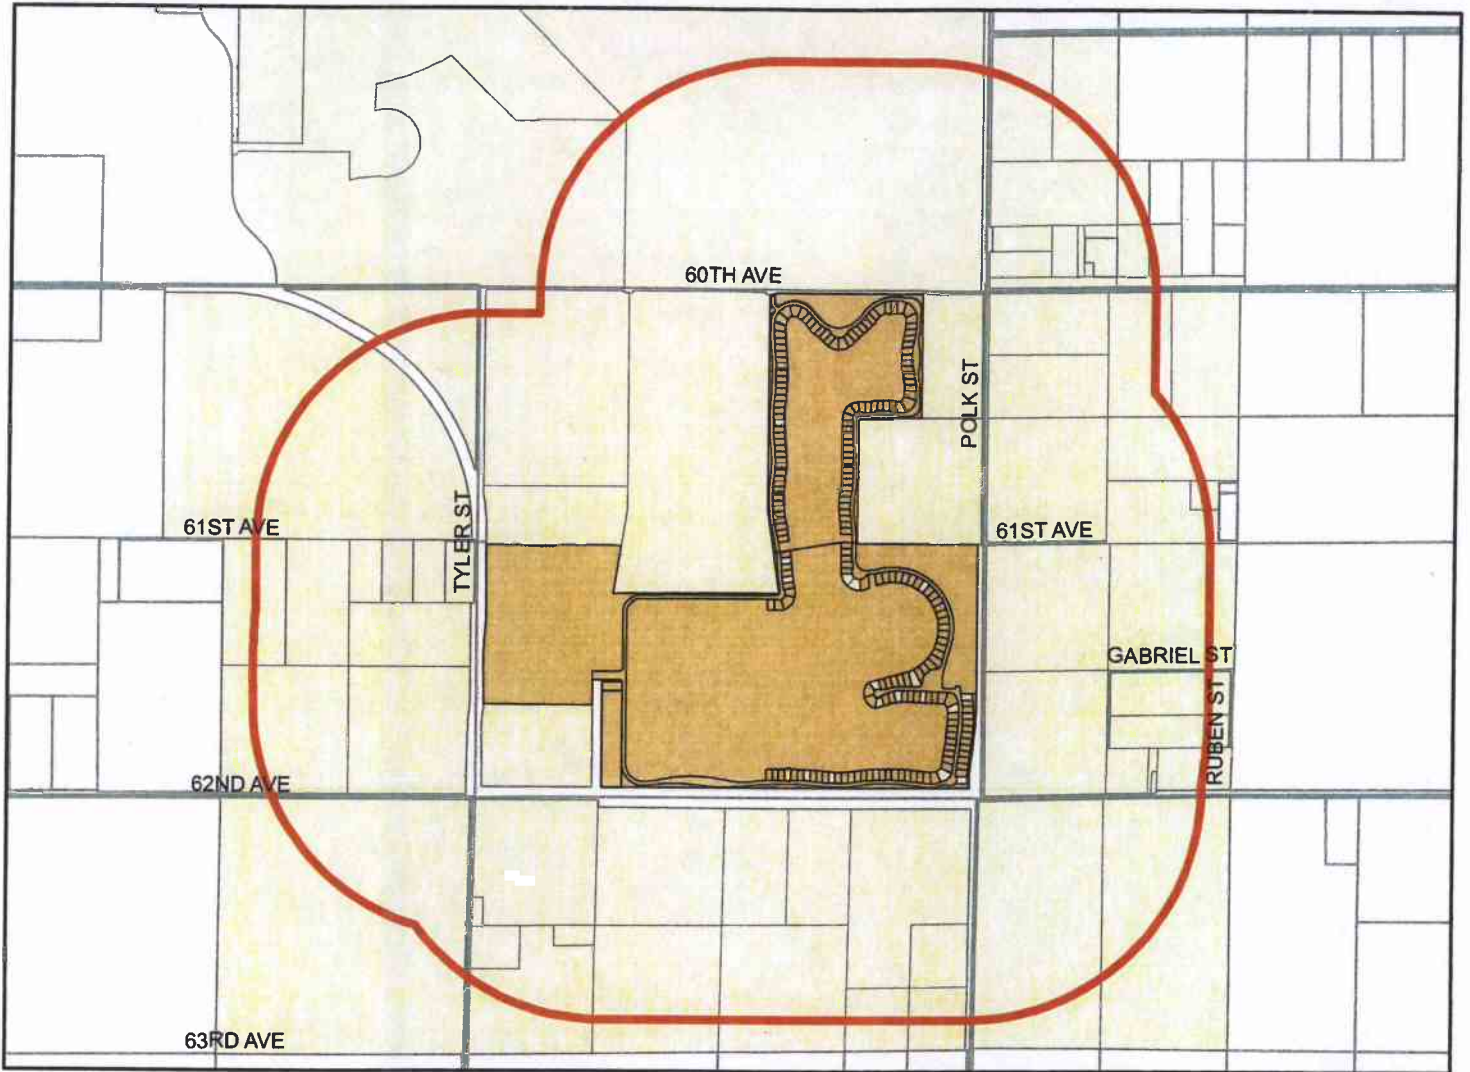 60TH AVE
POLK ST
TYLER ST
61ST AVE
61ST AVE
GABRIEL ST
RUBEN ST
62ND AVE
63RD AVE